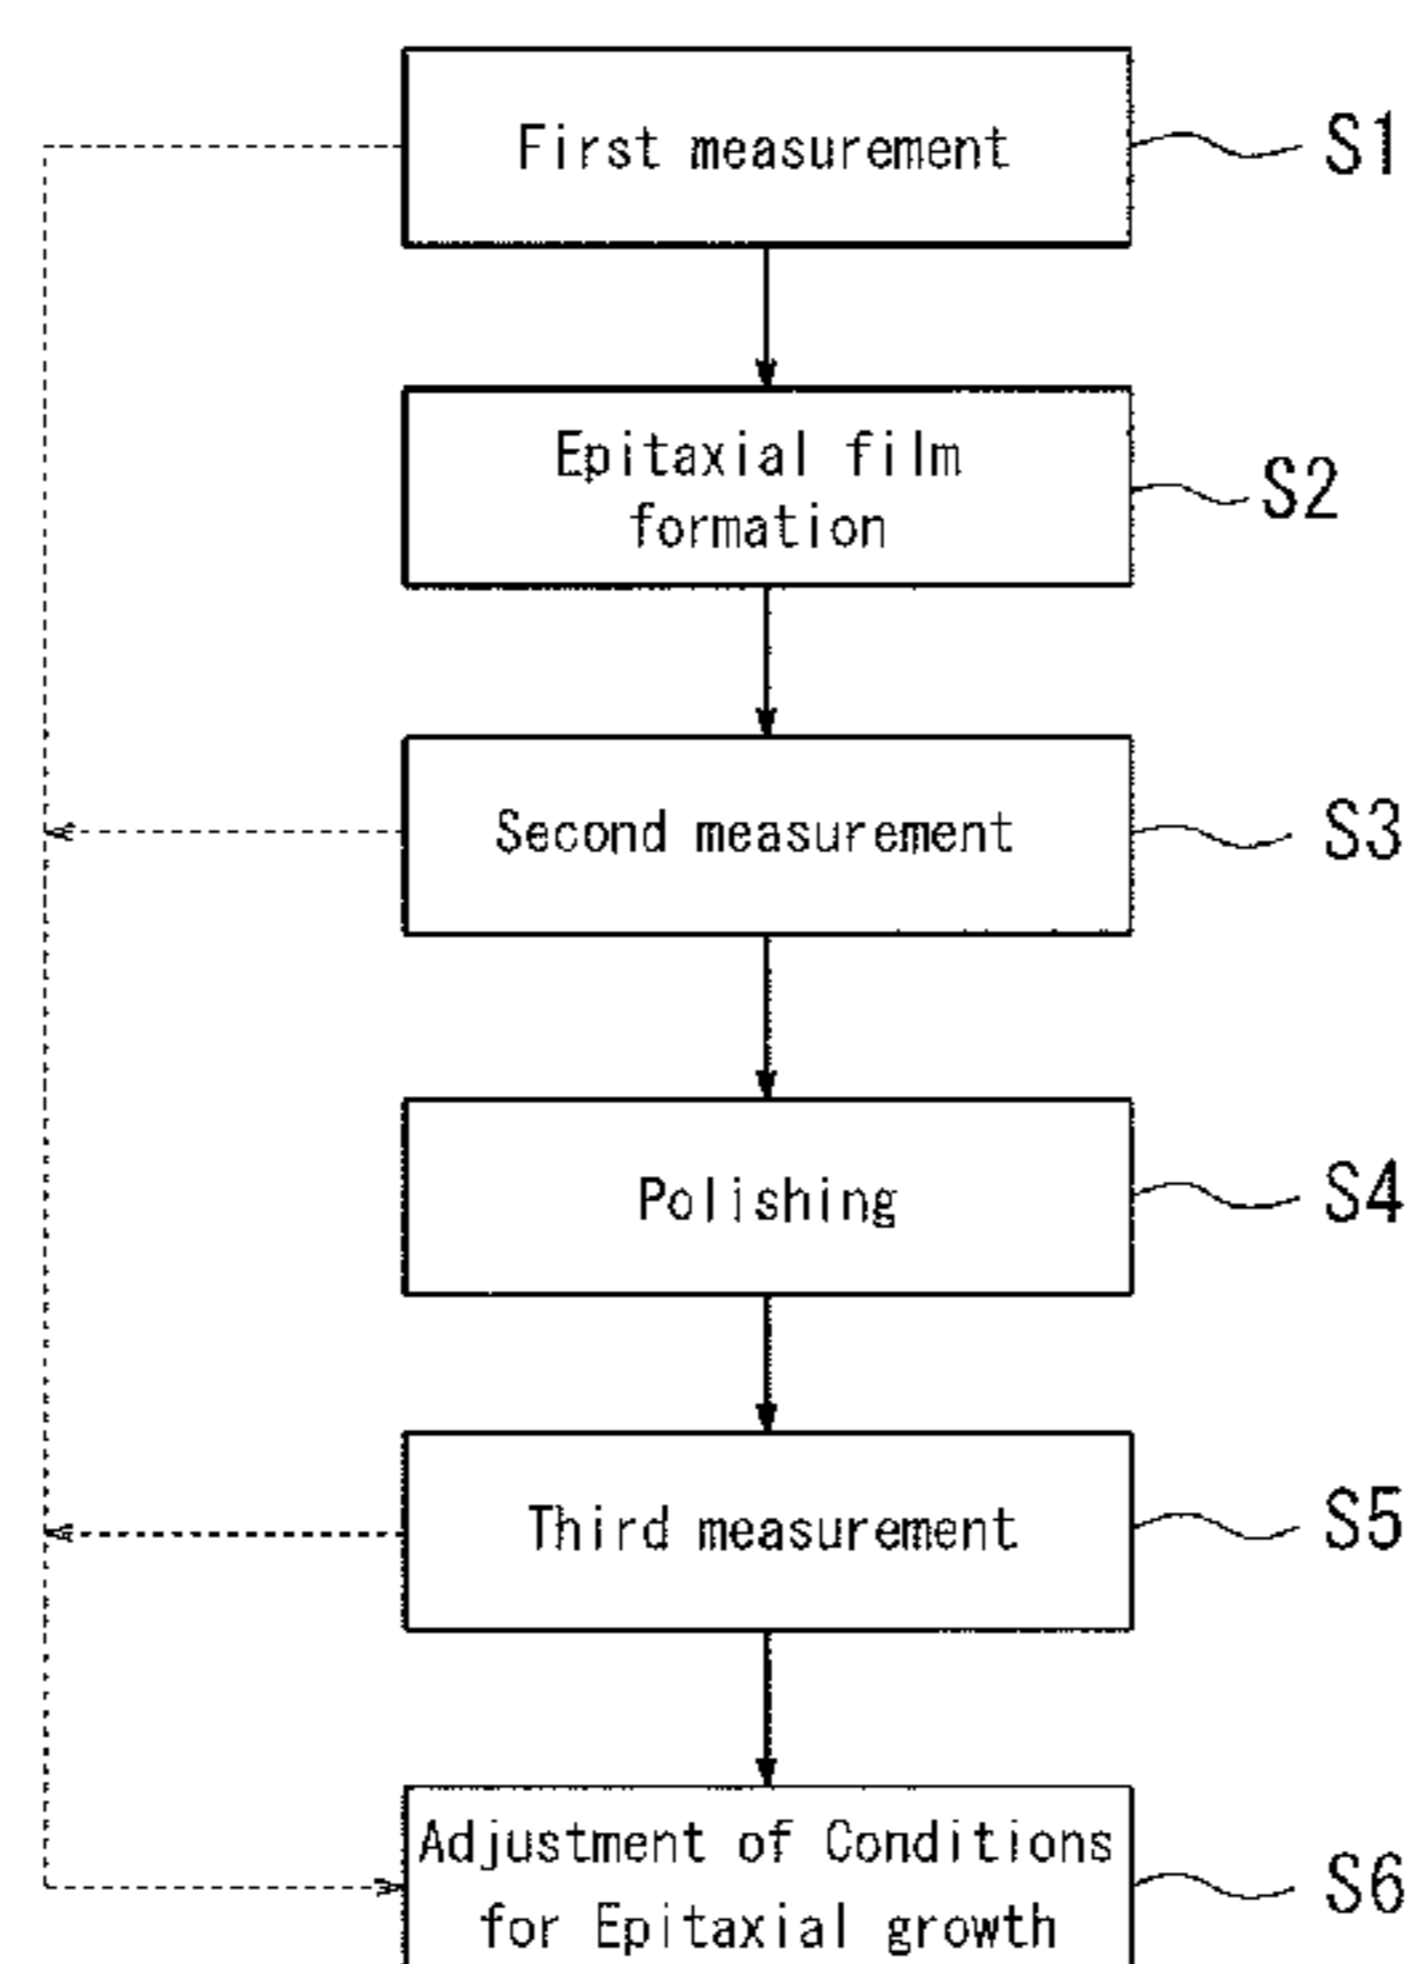 First measurement
S1
Epitaxial film
formation
S2
Second measurement
S3
Polishing
S4
Third measurement
S5
Adjustment of Conditions
for Epitaxial growth
S6